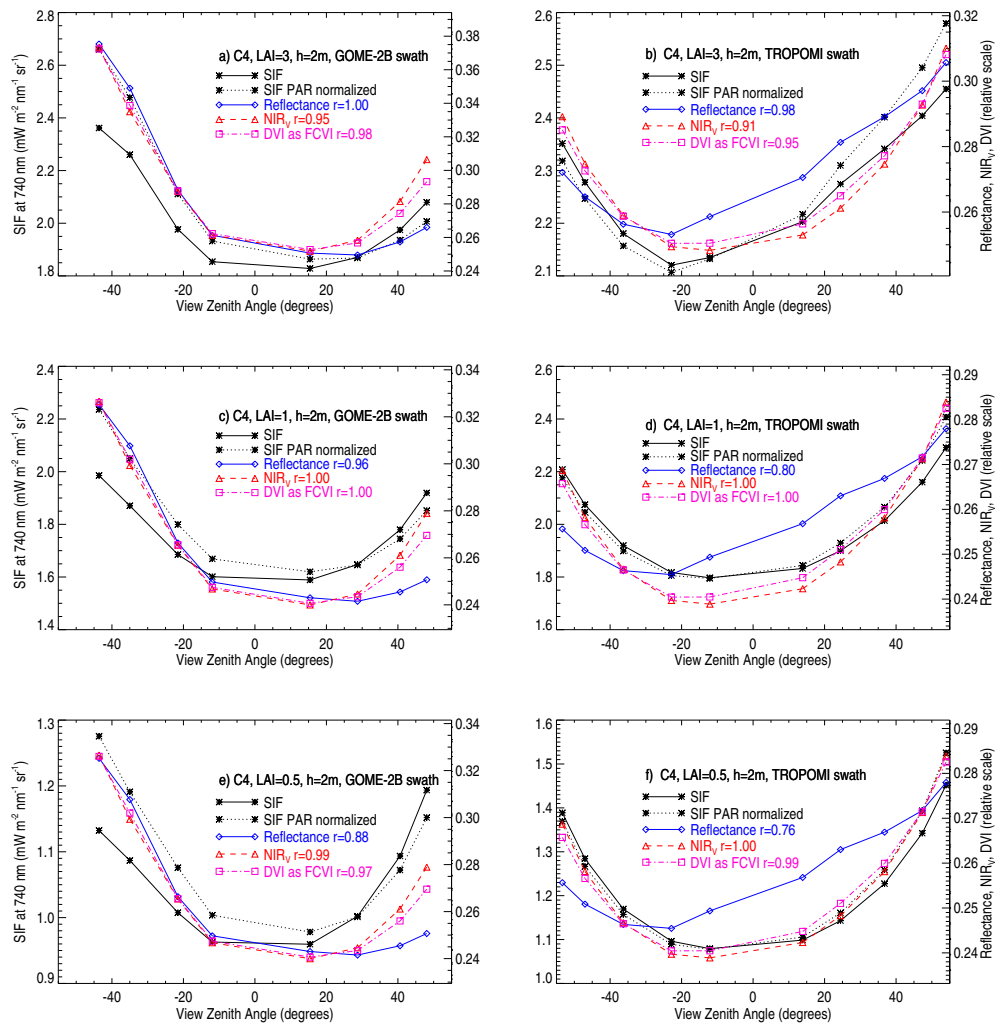 a) C4, LAI=3, h=2m, GOME-2B swath
SIF
SIF PAR normalized
Reflectance r=1.00
NIRV r=0.95
DVI as FCVI r=0.98
SIF at 740 nm (mW m-2 nm-1 sr-1)
2.8
2.6
2.4
2.2
2.0
1.8
0.38
0.36
0.34
0.32
0.30
0.28
0.26
0.24
-40 -20 0 20 40
View Zenith Angle (degrees)
b) C4, LAI=3, h=2m, TROPOMI swath
SIF
SIF PAR normalized
Reflectance r=0.98
NIRV r=0.91
DVI as FCVI r=0.95
2.6
2.5
2.4
2.3
2.2
2.1
0.32
0.30
0.28
0.26
Reflectance, NIRV, DVI (relative scale)
-40 -20 0 20 40
View Zenith Angle (degrees)
c) C4, LAI=1, h=2m, GOME-2B swath
SIF
SIF PAR normalized
Reflectance r=0.96
NIRV r=1.00
DVI as FCVI r=1.00
SIF at 740 nm (mW m-2 nm-1 sr-1)
2.4
2.2
2.0
1.8
1.6
1.4
0.34
0.32
0.30
0.28
0.26
0.24
-40 -20 0 20 40
View Zenith Angle (degrees)
d) C4, LAI=1, h=2m, TROPOMI swath
SIF
SIF PAR normalized
Reflectance r=0.80
NIRV r=1.00
DVI as FCVI r=1.00
2.6
2.4
2.2
2.0
1.8
1.6
0.29
0.28
0.27
0.26
0.25
0.24
Reflectance, NIRV, DVI (relative scale)
-40 -20 0 20 40
View Zenith Angle (degrees)
e) C4, LAI=0.5, h=2m, GOME-2B swath
SIF
SIF PAR normalized
Reflectance r=0.88
NIRV r=0.99
DVI as FCVI r=0.97
SIF at 740 nm (mW m-2 nm-1 sr-1)
1.3
1.2
1.1
1.0
0.9
0.34
0.32
0.30
0.28
0.26
0.24
-40 -20 0 20 40
View Zenith Angle (degrees)
f) C4, LAI=0.5, h=2m, TROPOMI swath
SIF
SIF PAR normalized
Reflectance r=0.76
NIRV r=1.00
DVI as FCVI r=0.99
1.6
1.5
1.4
1.3
1.2
1.1
1.0
0.29
0.28
0.27
0.26
0.25
0.24
Reflectance, NIRV, DVI (relative scale)
-40 -20 0 20 40
View Zenith Angle (degrees)